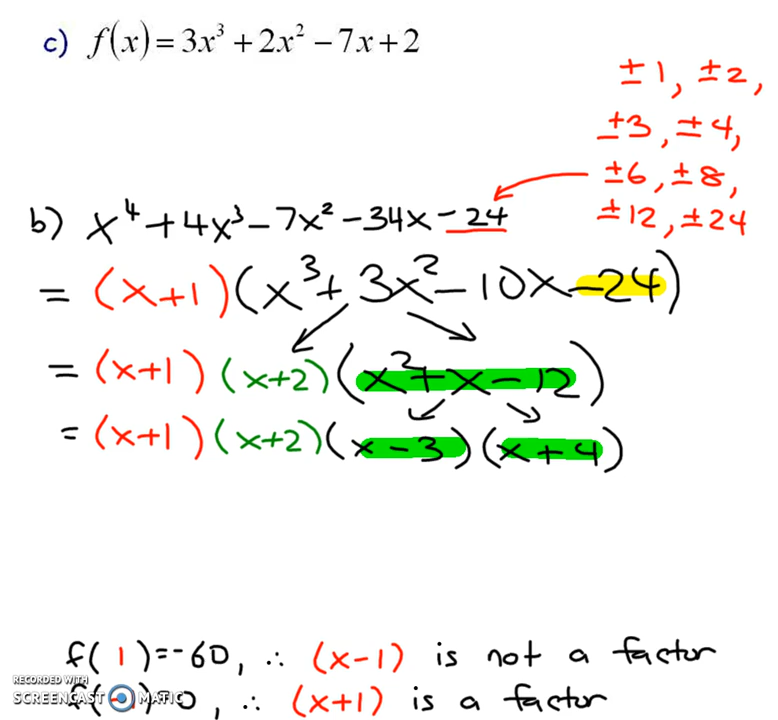 c) f(x) = 3x³ + 2x² − 7x + 2
±1, ±2,
±3, ±4,
±6, ±8,
±12, ±24
b) x⁴ + 4x³ − 7x² − 34x − 24
= (x+1)(x³ + 3x² − 10x − 24)
= (x+1)(x+2)(x² + x − 12)
= (x+1)(x+2)(x − 3)(x + 4)
f(1) = −60, ∴ (x−1) is not a factor
RECORDED WITH
SCREENCAST MATIC
0, ∴ (x+1) is a factor